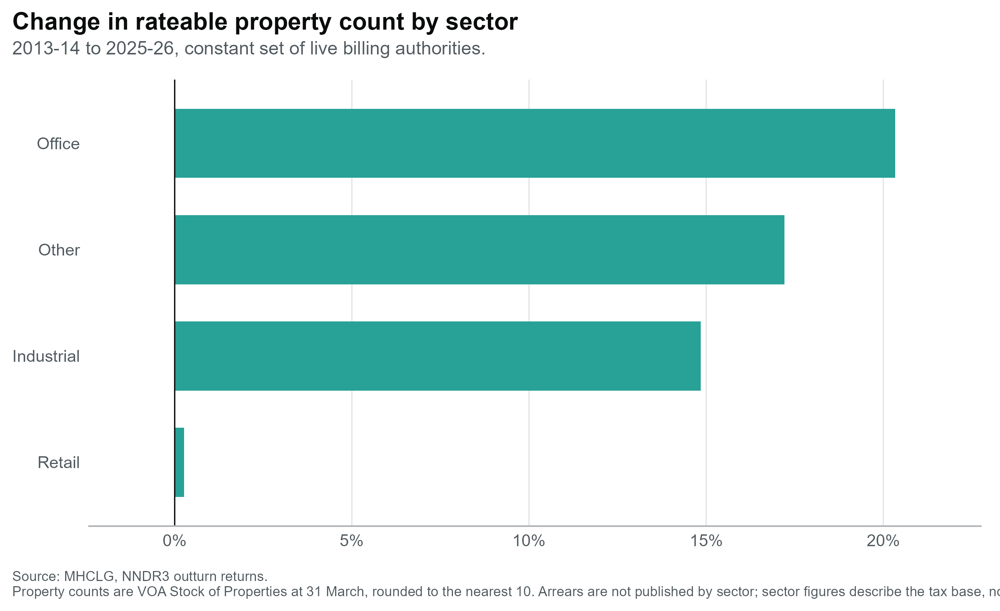 Change in rateable property count by sector
2013-14 to 2025-26, constant set of live billing authorities.
Office
Other
Industrial
Retail
0% 5% 10% 15% 20%
Source: MHCLG, NNDR3 outturn returns.
Property counts are VOA Stock of Properties at 31 March, rounded to the nearest 10. Arrears are not published by sector; sector figures describe the tax base,